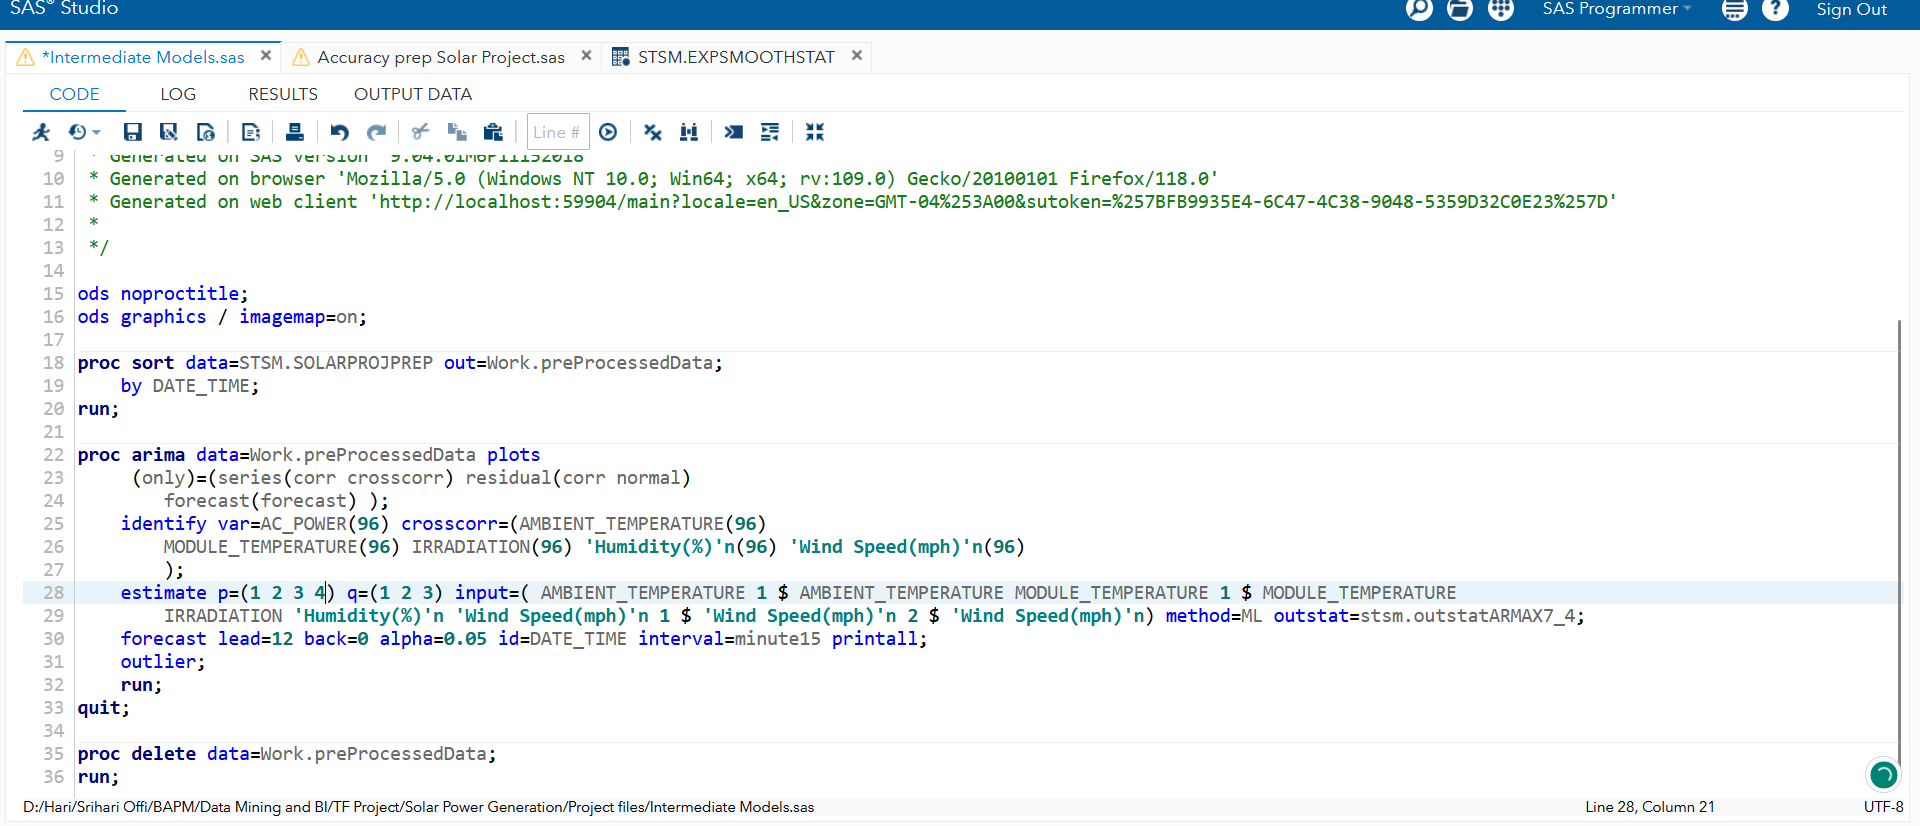 SAS® Studio
SAS Programmer
Sign Out
*Intermediate Models.sas
Accuracy prep Solar Project.sas
STSM.EXPSMOOTHSTAT
CODE LOG RESULTS OUTPUT DATA
Line #
9 * Generated on SAS version '9.04.01M6P11152018'
10 * Generated on browser 'Mozilla/5.0 (Windows NT 10.0; Win64; x64; rv:109.0) Gecko/20100101 Firefox/118.0'
11 * Generated on web client 'http://localhost:59904/main?locale=en_US&zone=GMT-04%253A00&sutoken=%257BFB9935E4-6C47-4C38-9048-5359D32C0E23%257D'
12 *
13 */
14
15 ods noproctitle;
16 ods graphics / imagemap=on;
17
18 proc sort data=STSM.SOLARPROJPREP out=Work.preProcessedData;
19 by DATE_TIME;
20 run;
21
22 proc arima data=Work.preProcessedData plots
23 (only)=(series(corr crosscorr) residual(corr normal)
24 forecast(forecast) );
25 identify var=AC_POWER(96) crosscorr=(AMBIENT_TEMPERATURE(96)
26 MODULE_TEMPERATURE(96) IRRADIATION(96) 'Humidity(%)'n(96) 'Wind Speed(mph)'n(96)
27 );
28 estimate p=(1 2 3 4) q=(1 2 3) input=( AMBIENT_TEMPERATURE 1 $ AMBIENT_TEMPERATURE MODULE_TEMPERATURE 1 $ MODULE_TEMPERATURE
29 IRRADIATION 'Humidity(%)'n 'Wind Speed(mph)'n 1 $ 'Wind Speed(mph)'n 2 $ 'Wind Speed(mph)'n) method=ML outstat=stsm.outstatARMAX7_4;
30 forecast lead=12 back=0 alpha=0.05 id=DATE_TIME interval=minute15 printall;
31 outlier;
32 run;
33 quit;
34
35 proc delete data=Work.preProcessedData;
36 run;
D:/Hari/Srihari Offi/BAPM/Data Mining and BI/TF Project/Solar Power Generation/Project files/Intermediate Models.sas
Line 28, Column 21
UTF-8